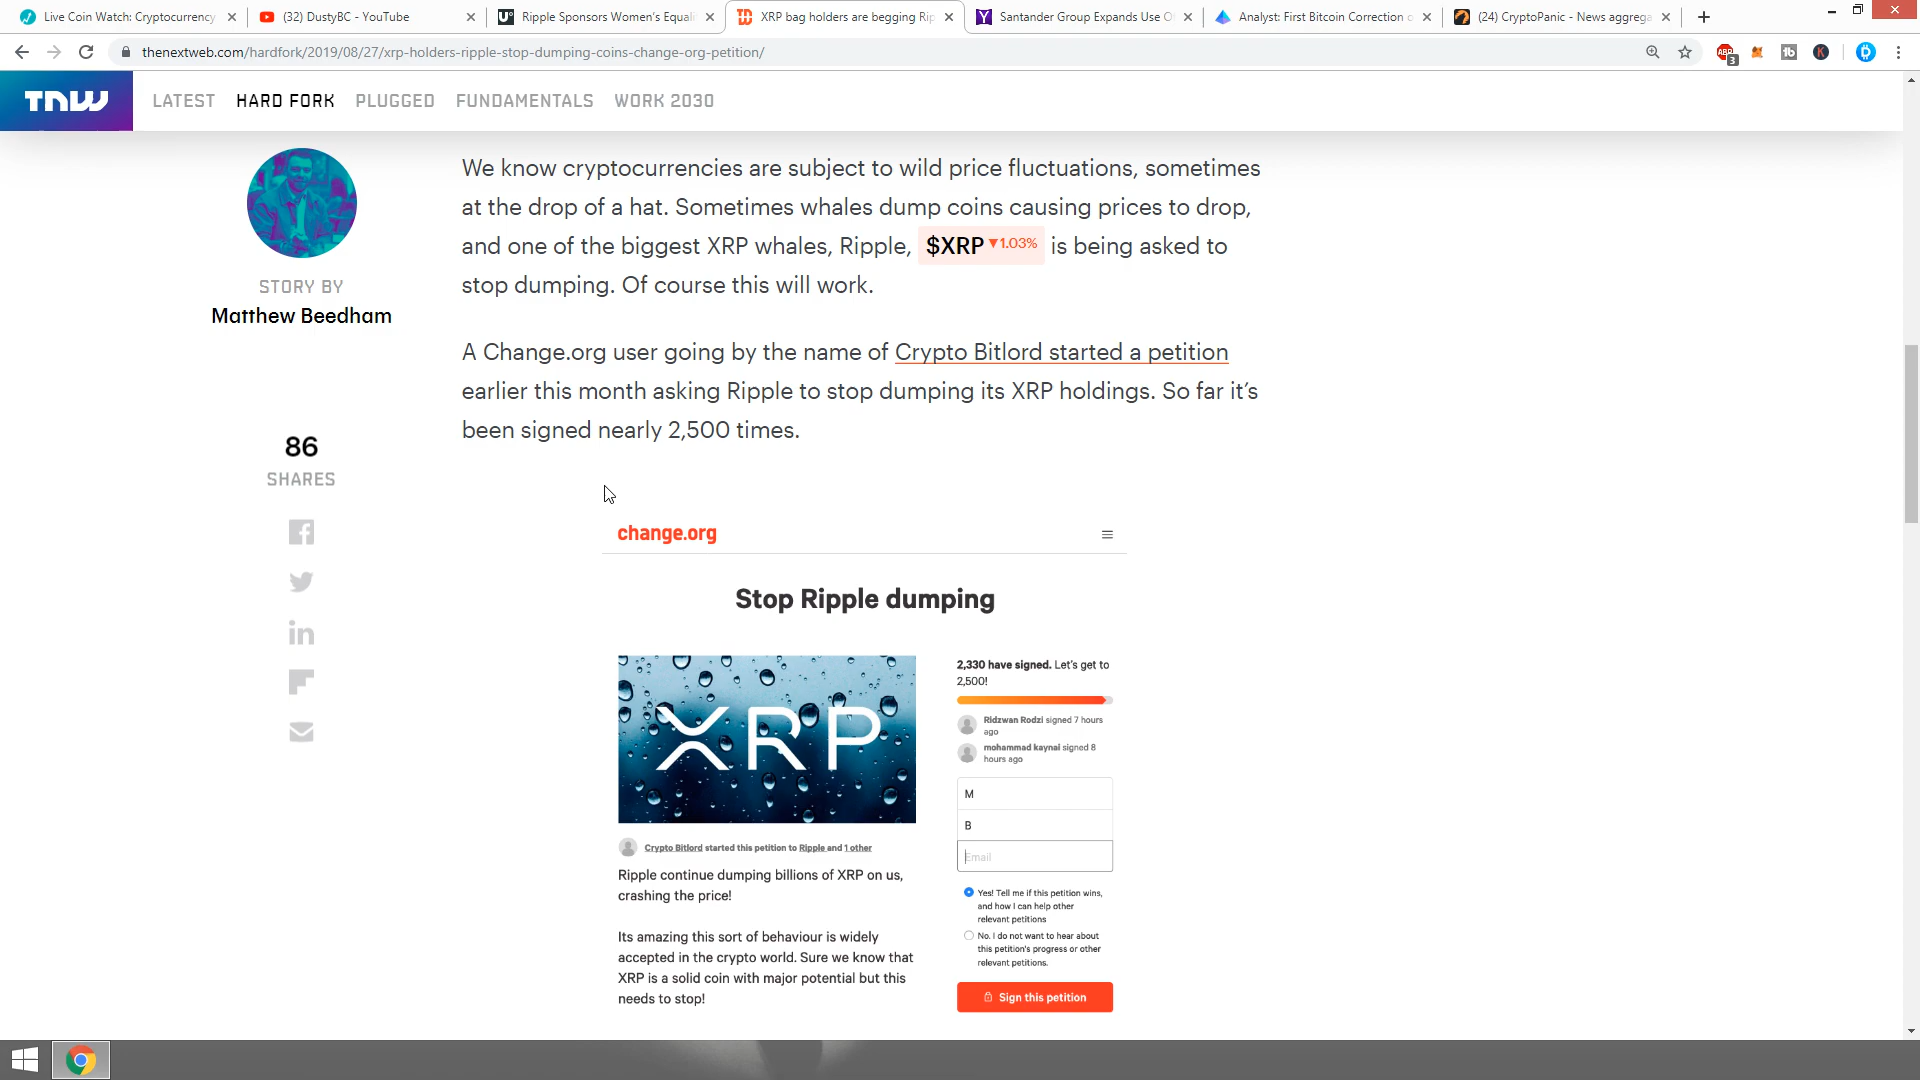 Live Coin Watch: Cryptocurrency
(32) DustyBC - YouTube
Ripple Sponsors Women's Equali
XRP bag holders are begging Rip
Santander Group Expands Use O
Analyst: First Bitcoin Correction o
(24) CryptoPanic - News aggrega
thenextweb.com/hardfork/2019/08/27/xrp-holders-ripple-stop-dumping-coins-change-org-petition/
TNW
LATEST
HARD FORK
PLUGGED
FUNDAMENTALS
WORK 2030
STORY BY
Matthew Beedham
86
SHARES
We know cryptocurrencies are subject to wild price fluctuations, sometimes
at the drop of a hat. Sometimes whales dump coins causing prices to drop,
and one of the biggest XRP whales, Ripple, $XRP ▼1.03% is being asked to
stop dumping. Of course this will work.
A Change.org user going by the name of Crypto Bitlord started a petition
earlier this month asking Ripple to stop dumping its XRP holdings. So far it's
been signed nearly 2,500 times.
change.org
Stop Ripple dumping
XRP
Crypto Bitlord started this petition to Ripple and 1 other
Ripple continue dumping billions of XRP on us,
crashing the price!
Its amazing this sort of behaviour is widely
accepted in the crypto world. Sure we know that
XRP is a solid coin with major potential but this
needs to stop!
2,330 have signed. Let's get to
2,500!
Ridzwan Rodzi signed 7 hours
ago
mohammad kaynai signed 8
hours ago
M
B
Email
Yes! Tell me if this petition wins,
and how I can help other
relevant petitions
No. I do not want to hear about
this petition's progress or other
relevant petitions.
Sign this petition